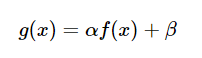 g(x) = αf(x) + β